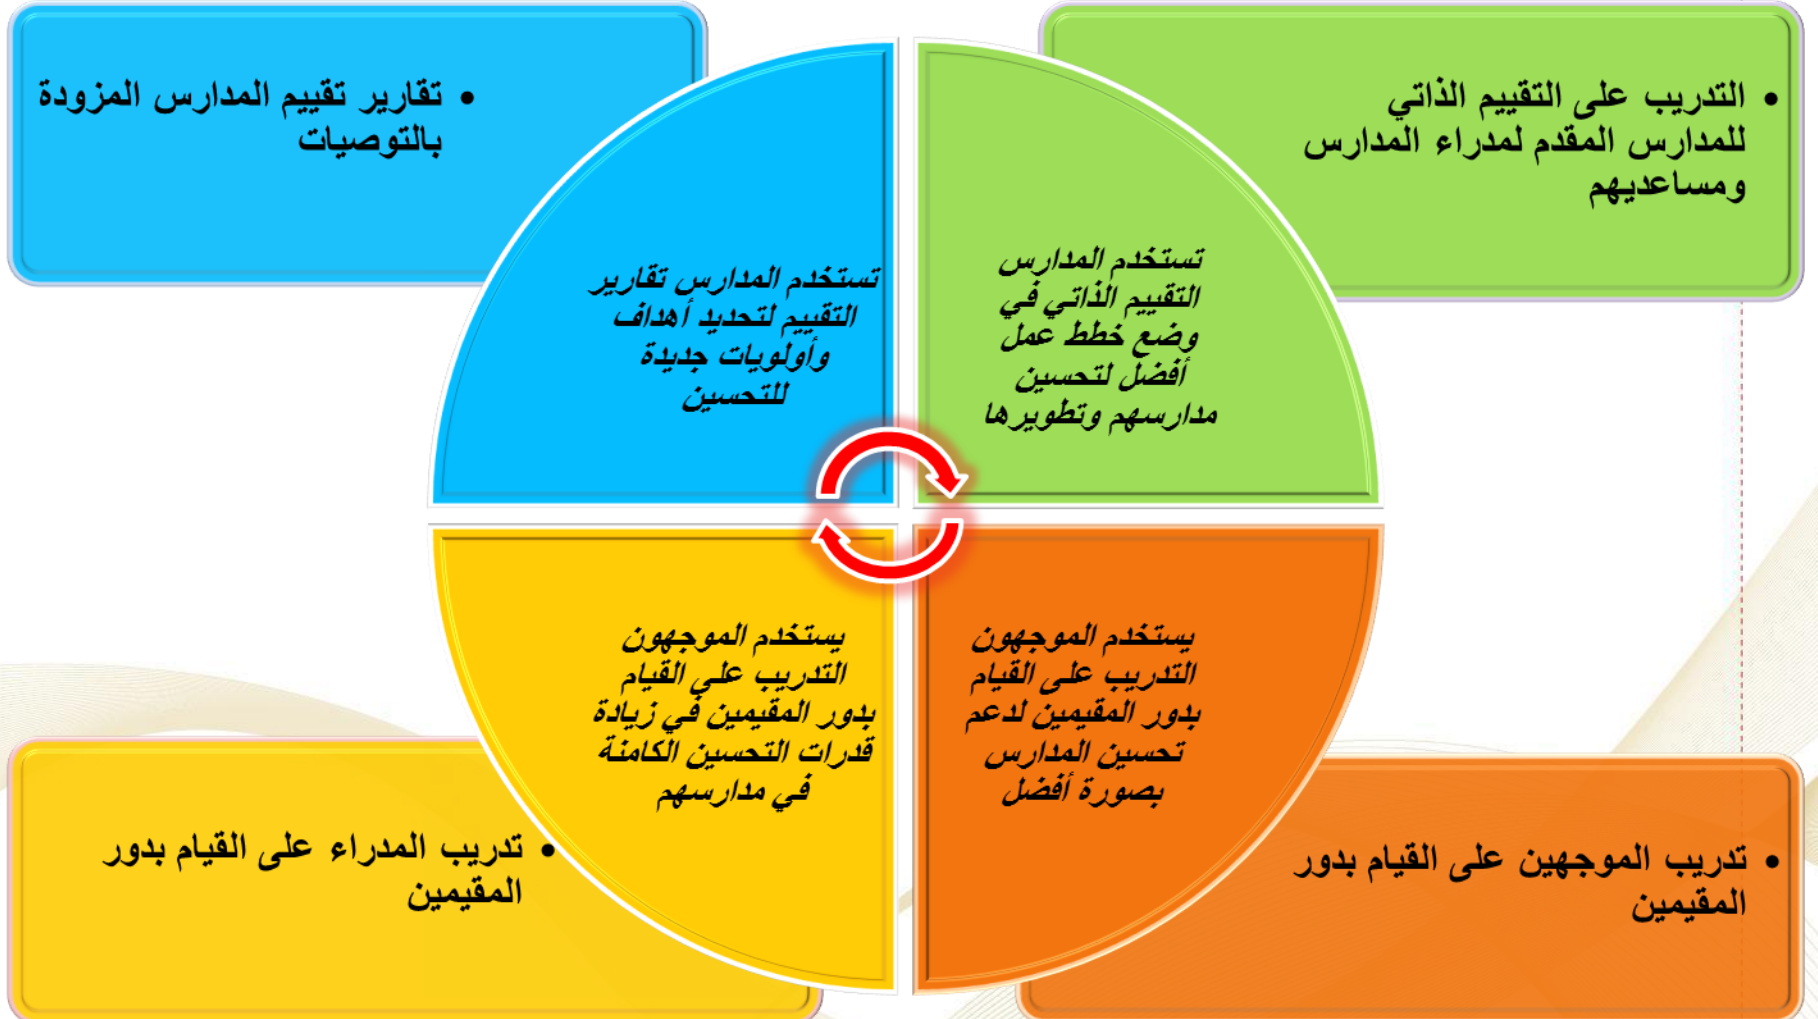 التدريب على التقييم الذاتي
للمدارس المقدم لمدراء المدارس
ومساعديهم
تستخدم المدارس
التقييم الذاتي في
وضع خطط عمل
أفضل لتحسين
مدارسهم وتطويرها
تقارير تقييم المدارس المزودة
بالتوصيات
تستخدم المدارس تقارير
التقييم لتحديد أهداف
وأولويات جديدة
للتحسين
تدريب الموجهين على القيام بدور
المقيمين
يستخدم الموجهون
التدريب على القيام
بدور المقيمين لدعم
تحسين المدارس
بصورة أفضل
تدريب المدراء على القيام بدور
المقيمين
يستخدم الموجهون
التدريب على القيام
بدور المقيمين في زيادة
قدرات التحسين الكامنة
في مدارسهم